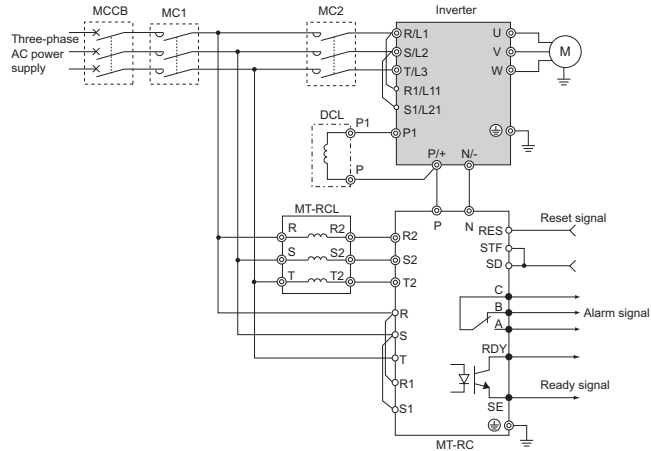 MCCB
MC1
MC2
Inverter
Three-phase
AC power
supply
R/L1
S/L2
T/L3
R1/L11
S1/L21
P1
P/+
N/-
U
V
W
M
DCL
P1
P
MT-RCL
R
R2
S
S2
T
T2
P
N
R2
S2
T2
R
S
T
R1
S1
RES
STF
SD
C
B
A
RDY
SE
Reset signal
Alarm signal
Ready signal
MT-RC